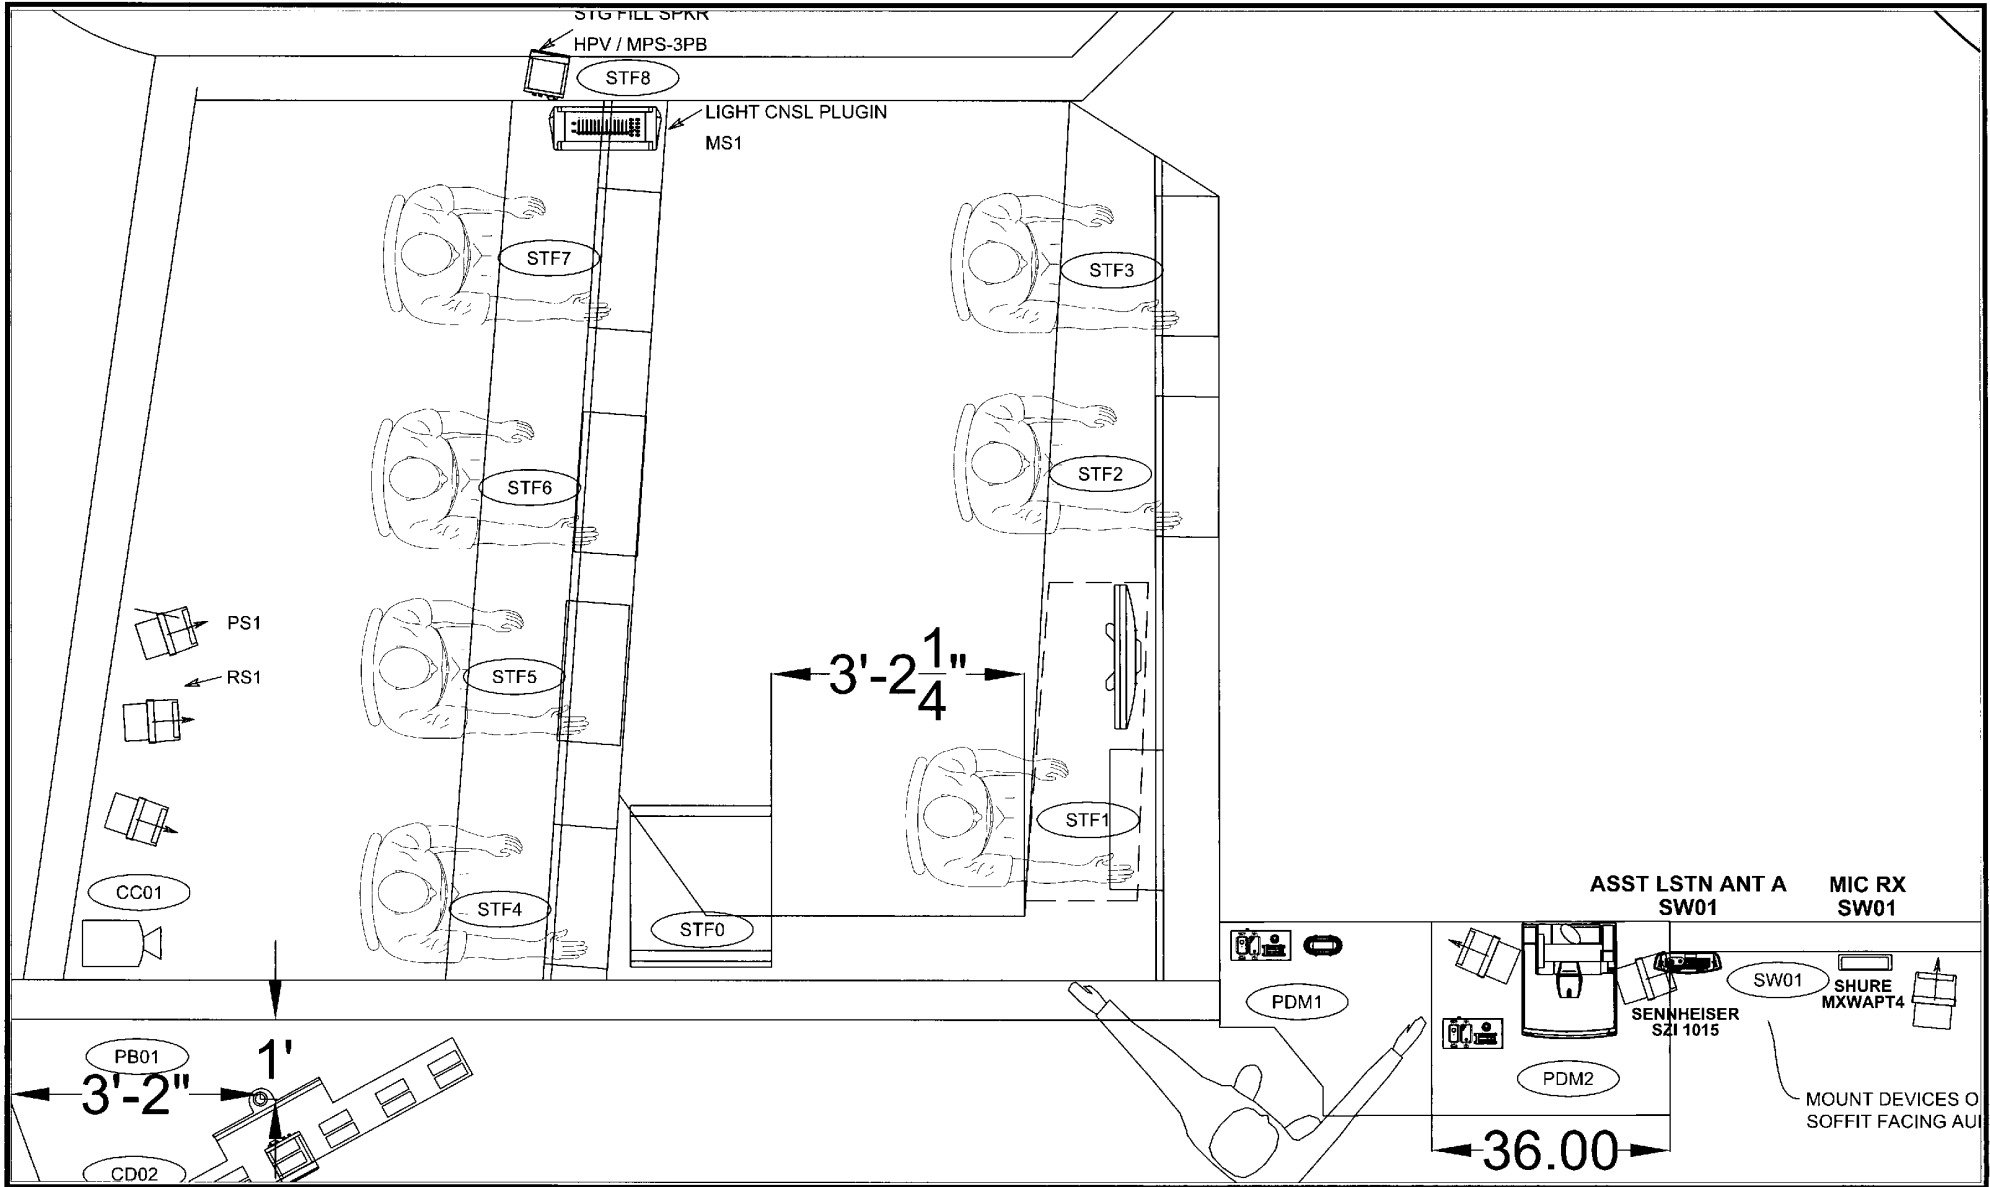 STG FILL SPKR
HPV / MPS-3PB
STF8
LIGHT CNSL PLUGIN
MS1
STF7
STF3
STF6
STF2
PS1
RS1
STF5
3'-2 1/4"
STF1
CC01
STF4
STF0
ASST LSTN ANT A
SW01
MIC RX
SW01
PDM1
SW01
SHURE
MXWAPT4
SENNHEISER
SZI 1015
PB01
1'
3'-2"
PDM2
MOUNT DEVICES O
SOFFIT FACING AU
36.00
CD02